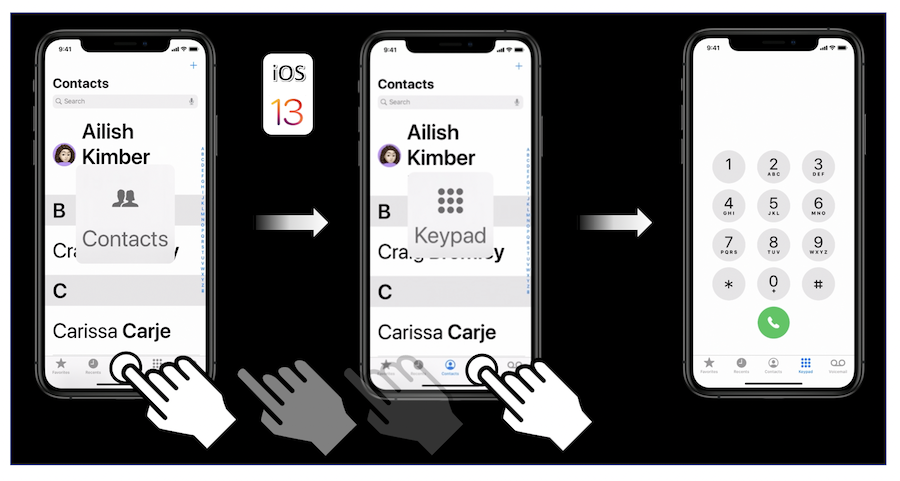 9:41
Contacts
Search
Ailish
Kimber
B
Contacts
C
Carissa Carje
Favorites
Recents
iOS
13
9:41
Contacts
Search
Ailish
Kimber
B
Keypad
Craig
C
Carissa Carje
Contacts
9:41
1
2 ABC
3 DEF
4 GHI
5 JKL
6 MNO
7 PQRS
8 TUV
9 WXYZ
*
0 +
#
Favorites
Recents
Contacts
Keypad
Voicemail